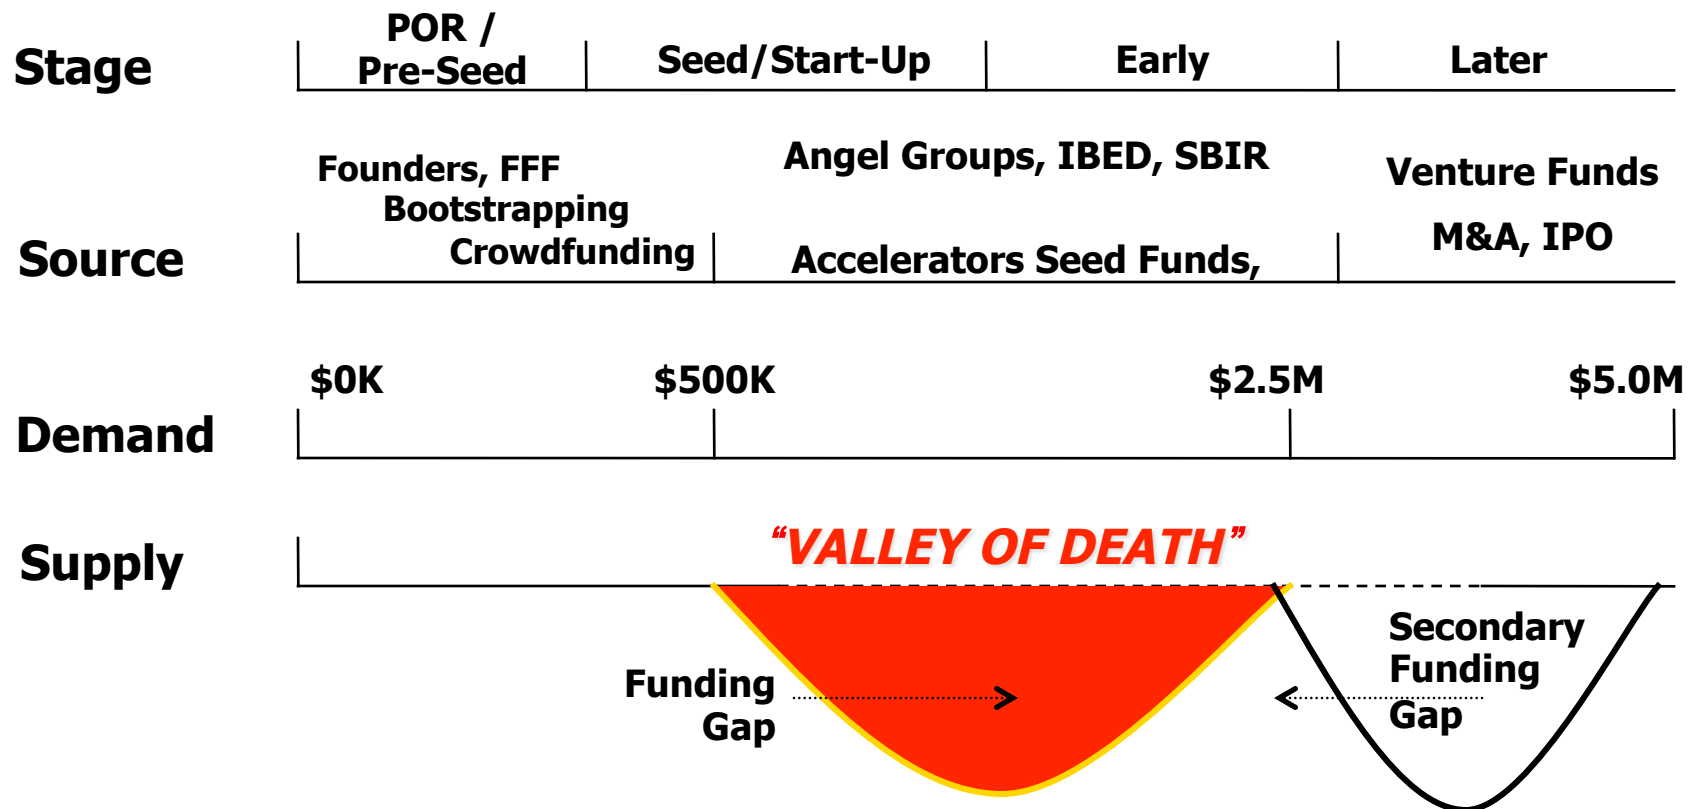 Stage
POR /
Pre-Seed
Seed/Start-Up
Early
Later
Source
Founders, FFF
Bootstrapping
Crowdfunding
Angel Groups, IBED, SBIR
Accelerators Seed Funds,
Venture Funds
M&A, IPO
Demand
$0K
$500K
$2.5M
$5.0M
Supply
“VALLEY OF DEATH”
Funding
Gap
Secondary
Funding
Gap